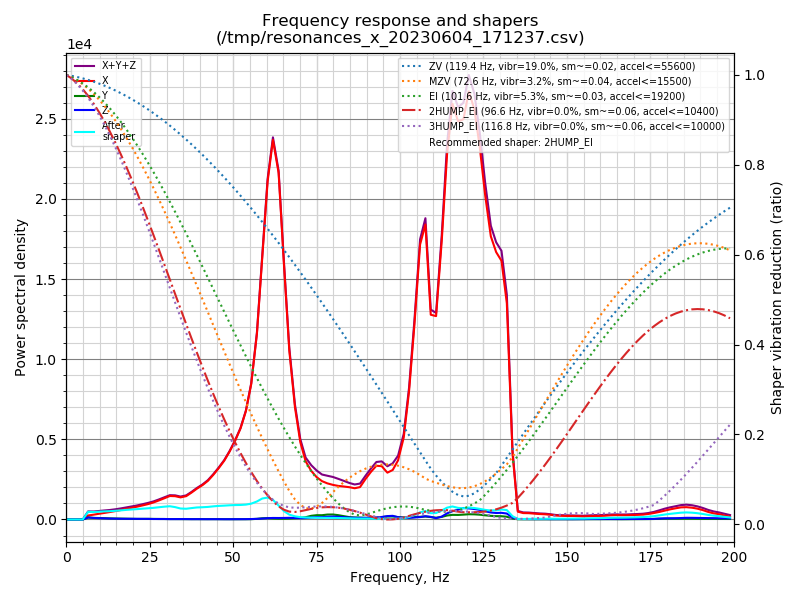 Frequency response and shapers
(/tmp/resonances_x_20230604_171237.csv)
1e4
X+Y+Z
X
Y
Z
After
shaper
ZV (119.4 Hz, vibr=19.0%, sm~=0.02, accel<=55600)
MZV (72.6 Hz, vibr=3.2%, sm~=0.04, accel<=15500)
EI (101.6 Hz, vibr=5.3%, sm~=0.03, accel<=19200)
2HUMP_EI (96.6 Hz, vibr=0.0%, sm~=0.06, accel<=10400)
3HUMP_EI (116.8 Hz, vibr=0.0%, sm~=0.06, accel<=10000)
Recommended shaper: 2HUMP_EI
Power spectral density
2.5
2.0
1.5
1.0
0.5
0.0
1.0
0.8
0.6
0.4
0.2
0.0
Shaper vibration reduction (ratio)
0 25 50 75 100 125 150 175 200
Frequency, Hz